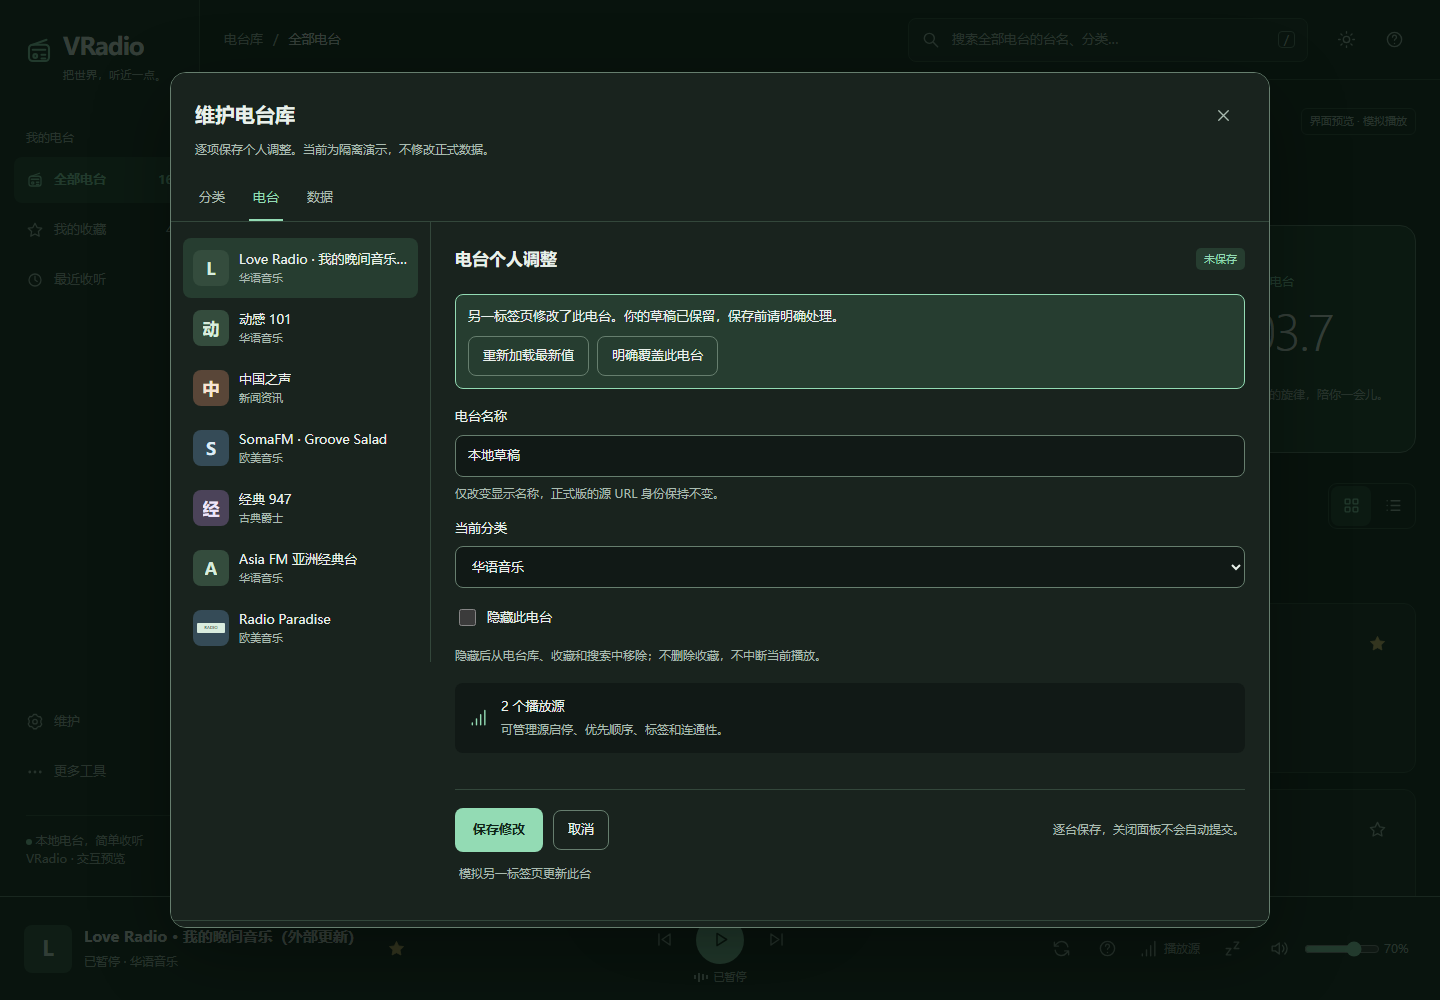 VRadio
把世界，听近一点。
电台库 / 全部电台
搜索全部电台的台名、分类...
/
我的电台
全部电台
我的收藏
最近收听
维护
更多工具
本地电台，简单收听
VRadio · 交互预览
界面预览 · 模拟播放
电台
03.7
的旋律，陪你一会儿。
维护电台库
逐项保存个人调整。当前为隔离演示，不修改正式数据。
分类
电台
数据
L
Love Radio · 我的晚间音乐...
华语音乐
动
动感 101
华语音乐
中
中国之声
新闻资讯
S
SomaFM · Groove Salad
欧美音乐
经
经典 947
古典爵士
A
Asia FM 亚洲经典台
华语音乐
RADIO
Radio Paradise
欧美音乐
电台个人调整
未保存
另一标签页修改了此电台。你的草稿已保留，保存前请明确处理。
重新加载最新值
明确覆盖此电台
电台名称
本地草稿
仅改变显示名称，正式版的源 URL 身份保持不变。
当前分类
华语音乐
隐藏此电台
隐藏后从电台库、收藏和搜索中移除；不删除收藏，不中断当前播放。
2 个播放源
可管理源启停、优先顺序、标签和连通性。
保存修改
取消
逐台保存，关闭面板不会自动提交。
模拟另一标签页更新此台
L
Love Radio · 我的晚间音乐（外部更新）
已暂停 · 华语音乐
已暂停
播放源
70%